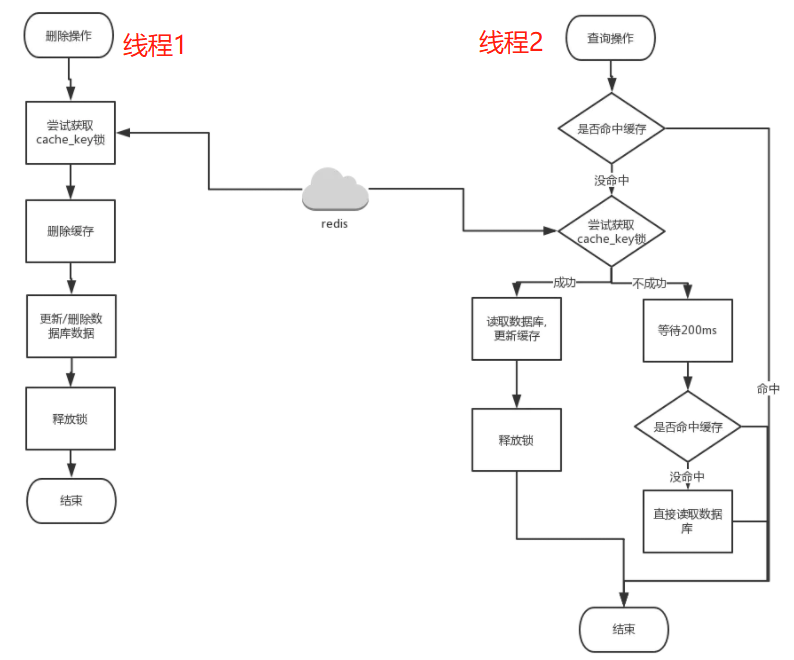 删除操作
线程1
尝试获取
cache_key锁
删除缓存
更新/删除数
据库数据
释放锁
结束
redis
线程2
查询操作
是否命中缓存
没命中
尝试获取
cache_key锁
成功
不成功
读取数据库,
更新缓存
释放锁
等待200ms
命中
是否命中缓存
没命中
直接读取数据
库
结束